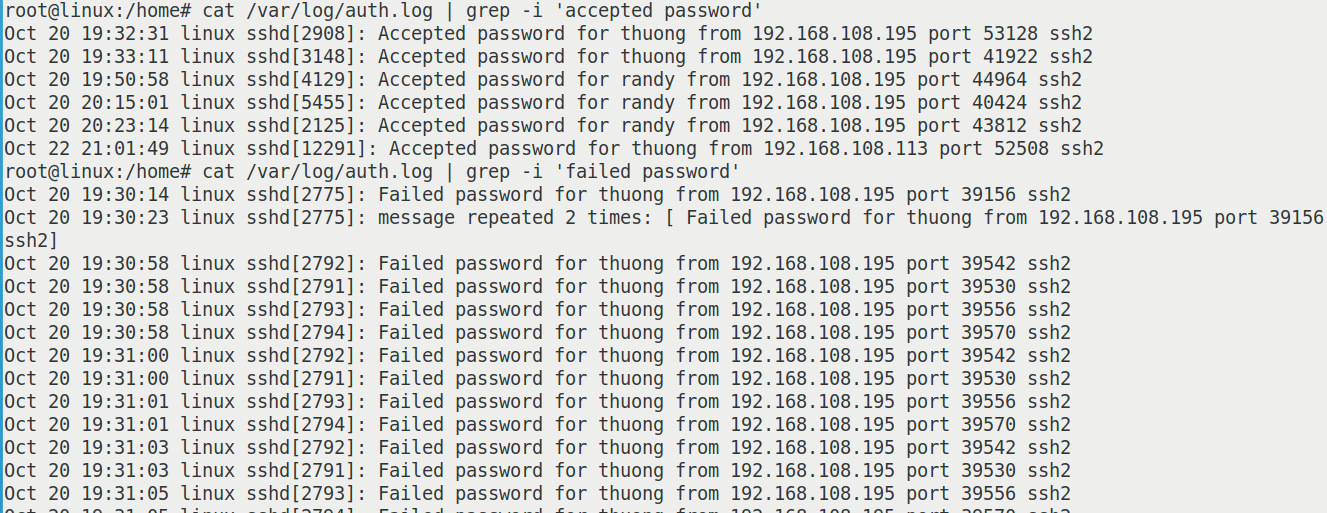 root@linux:/home# cat /var/log/auth.log | grep -i 'accepted password'
Oct 20 19:32:31 linux sshd[2908]: Accepted password for thuong from 192.168.108.195 port 53128 ssh2
Oct 20 19:33:11 linux sshd[3148]: Accepted password for thuong from 192.168.108.195 port 41922 ssh2
Oct 20 19:50:58 linux sshd[4129]: Accepted password for randy from 192.168.108.195 port 44964 ssh2
Oct 20 20:15:01 linux sshd[5455]: Accepted password for randy from 192.168.108.195 port 40424 ssh2
Oct 20 20:23:14 linux sshd[2125]: Accepted password for randy from 192.168.108.195 port 43812 ssh2
Oct 22 21:01:49 linux sshd[12291]: Accepted password for thuong from 192.168.108.113 port 52508 ssh2
root@linux:/home# cat /var/log/auth.log | grep -i 'failed password'
Oct 20 19:30:14 linux sshd[2775]: Failed password for thuong from 192.168.108.195 port 39156 ssh2
Oct 20 19:30:23 linux sshd[2775]: message repeated 2 times: [ Failed password for thuong from 192.168.108.195 port 39156
ssh2]
Oct 20 19:30:58 linux sshd[2792]: Failed password for thuong from 192.168.108.195 port 39542 ssh2
Oct 20 19:30:58 linux sshd[2791]: Failed password for thuong from 192.168.108.195 port 39530 ssh2
Oct 20 19:30:58 linux sshd[2793]: Failed password for thuong from 192.168.108.195 port 39556 ssh2
Oct 20 19:30:58 linux sshd[2794]: Failed password for thuong from 192.168.108.195 port 39570 ssh2
Oct 20 19:31:00 linux sshd[2792]: Failed password for thuong from 192.168.108.195 port 39542 ssh2
Oct 20 19:31:00 linux sshd[2791]: Failed password for thuong from 192.168.108.195 port 39530 ssh2
Oct 20 19:31:01 linux sshd[2793]: Failed password for thuong from 192.168.108.195 port 39556 ssh2
Oct 20 19:31:01 linux sshd[2794]: Failed password for thuong from 192.168.108.195 port 39570 ssh2
Oct 20 19:31:03 linux sshd[2792]: Failed password for thuong from 192.168.108.195 port 39542 ssh2
Oct 20 19:31:03 linux sshd[2791]: Failed password for thuong from 192.168.108.195 port 39530 ssh2
Oct 20 19:31:05 linux sshd[2793]: Failed password for thuong from 192.168.108.195 port 39556 ssh2
Oct 20 19:31:05 linux sshd[2794]: Failed password for thuong from 192.168.108.195 port 39570 ssh2